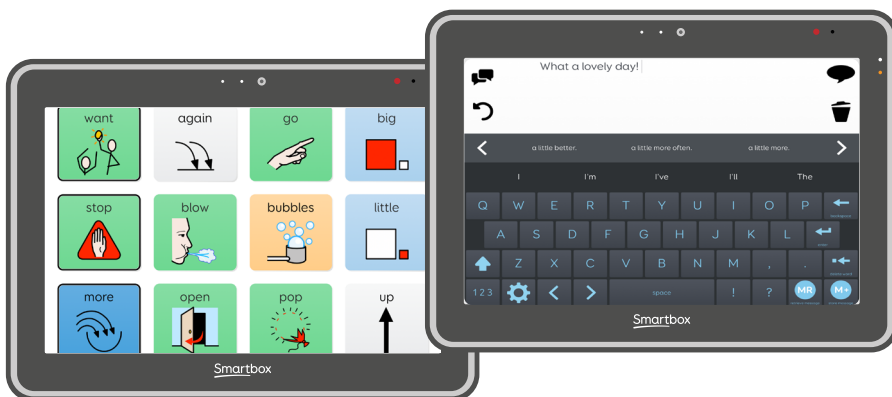 want again go big
stop blow bubbles little
more open pop up
Smartbox
What a lovely day!
a little better. a little more often. a little more.
I I'm I've I'll The
Q W E R T Y U I O P
A S D F G H J K L
Z X C V B N M , .
123 space ! ? MR M+
Smartbox